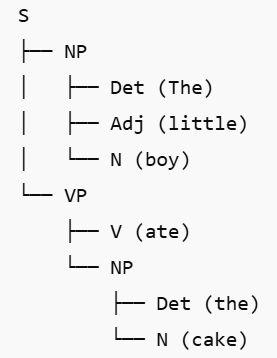 S
├── NP
│   ├── Det (The)
│   ├── Adj (little)
│   └── N (boy)
└── VP
    ├── V (ate)
    └── NP
        ├── Det (the)
        └── N (cake)